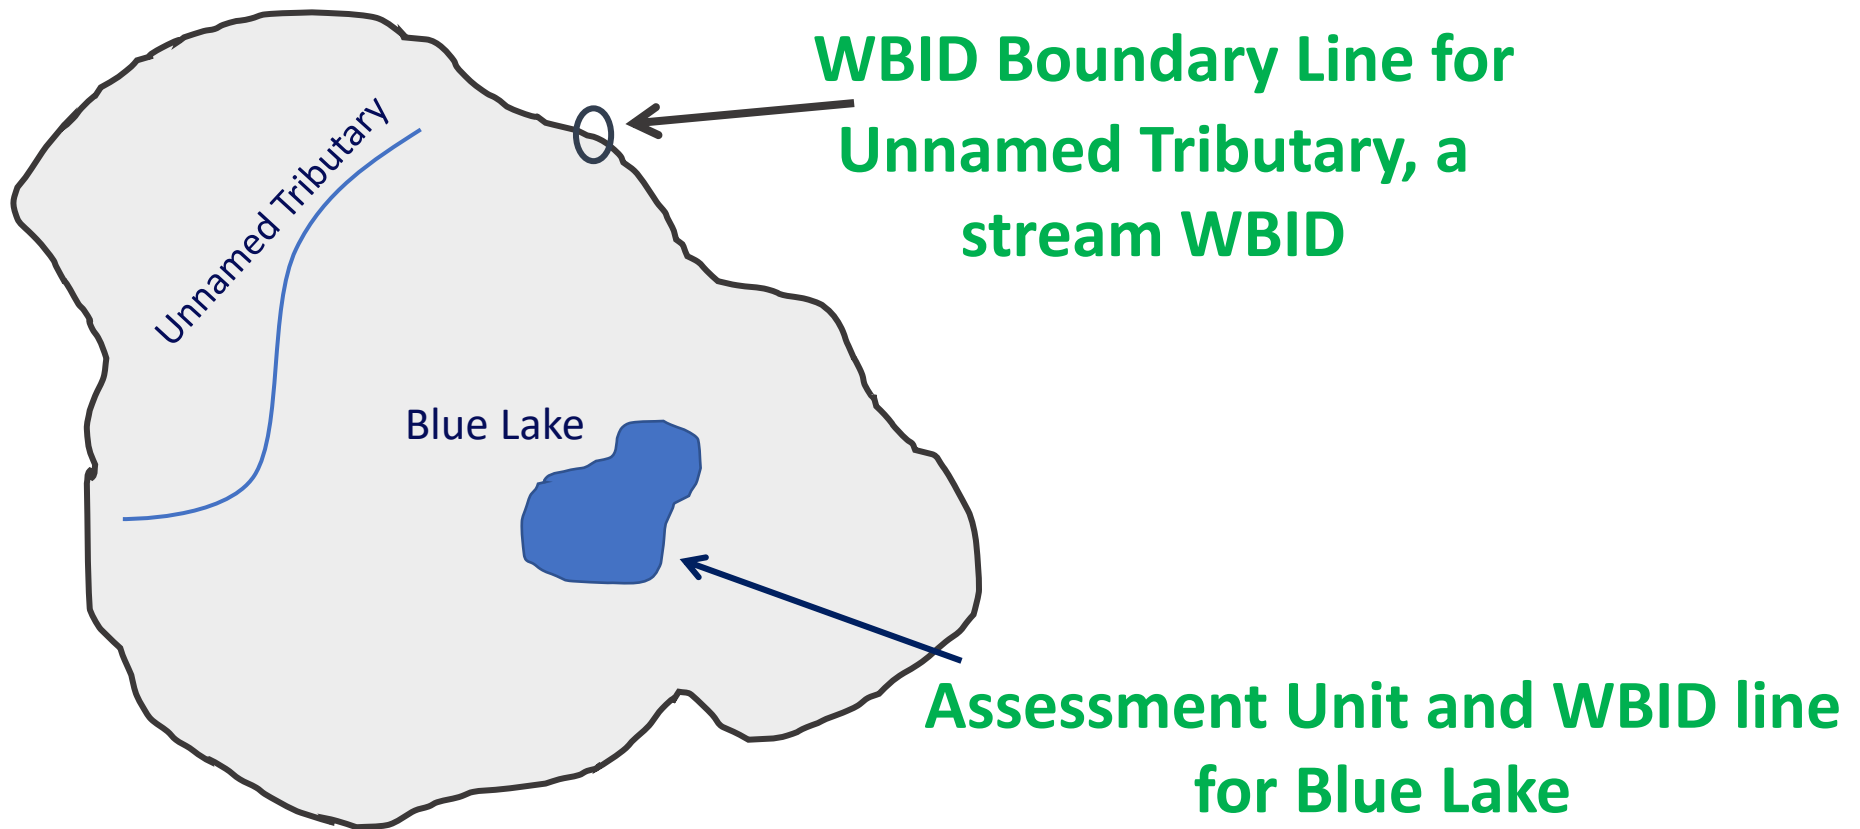 WBID Boundary Line for
Unnamed Tributary, a
stream WBID
Unnamed Tributary
Blue Lake
Assessment Unit and WBID line
for Blue Lake